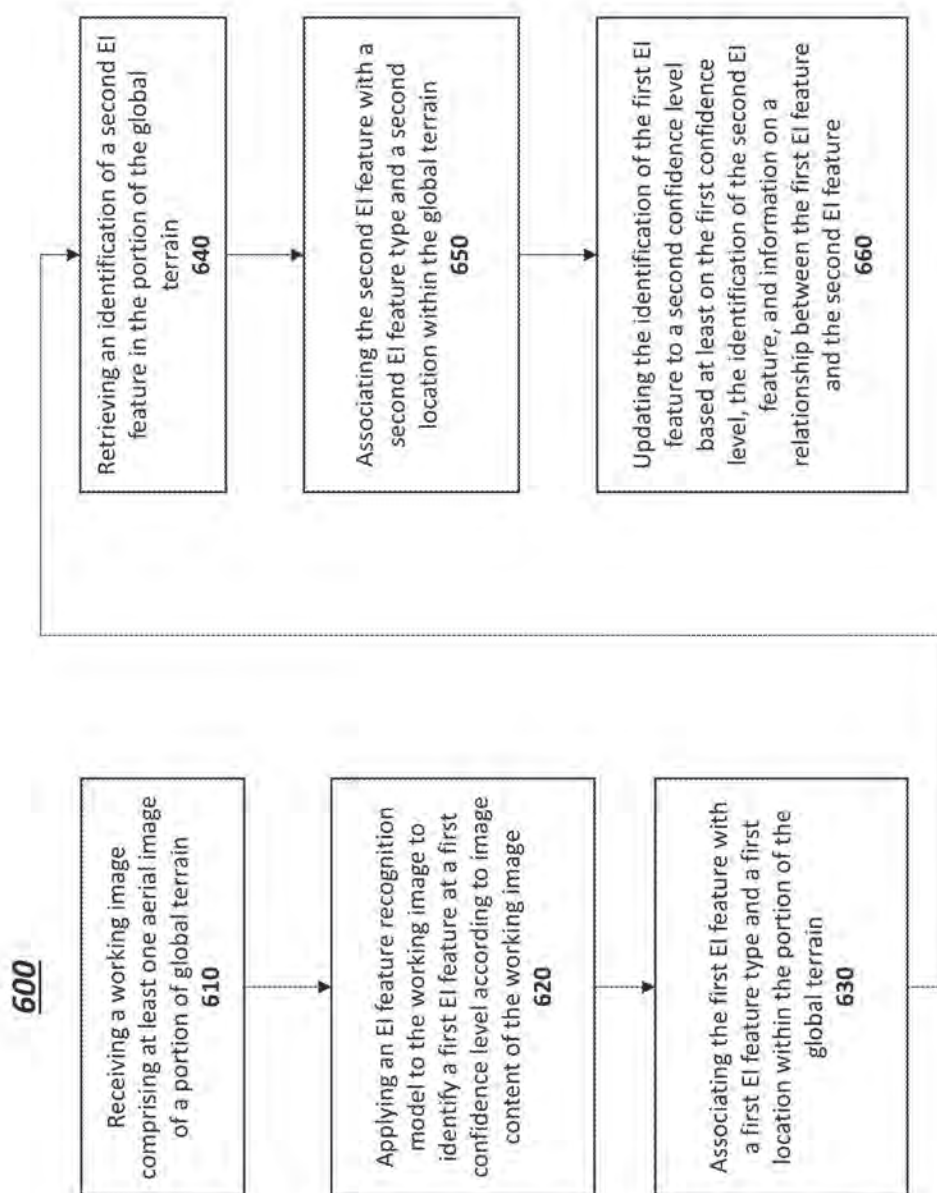 600
Receiving a working image
comprising at least one aerial image
of a portion of global terrain
610
Applying an EI feature recognition
model to the working image to
identify a first EI feature at a first
confidence level according to image
content of the working image
620
Associating the first EI feature with
a first EI feature type and a first
location within the portion of the
global terrain
630
Retrieving an identification of a second EI
feature in the portion of the global
terrain
640
Associating the second EI feature with a
second EI feature type and a second
location within the global terrain
650
Updating the identification of the first EI
feature to a second confidence level
based at least on the first confidence
level, the identification of the second EI
feature, and information on a
relationship between the first EI feature
and the second EI feature
660